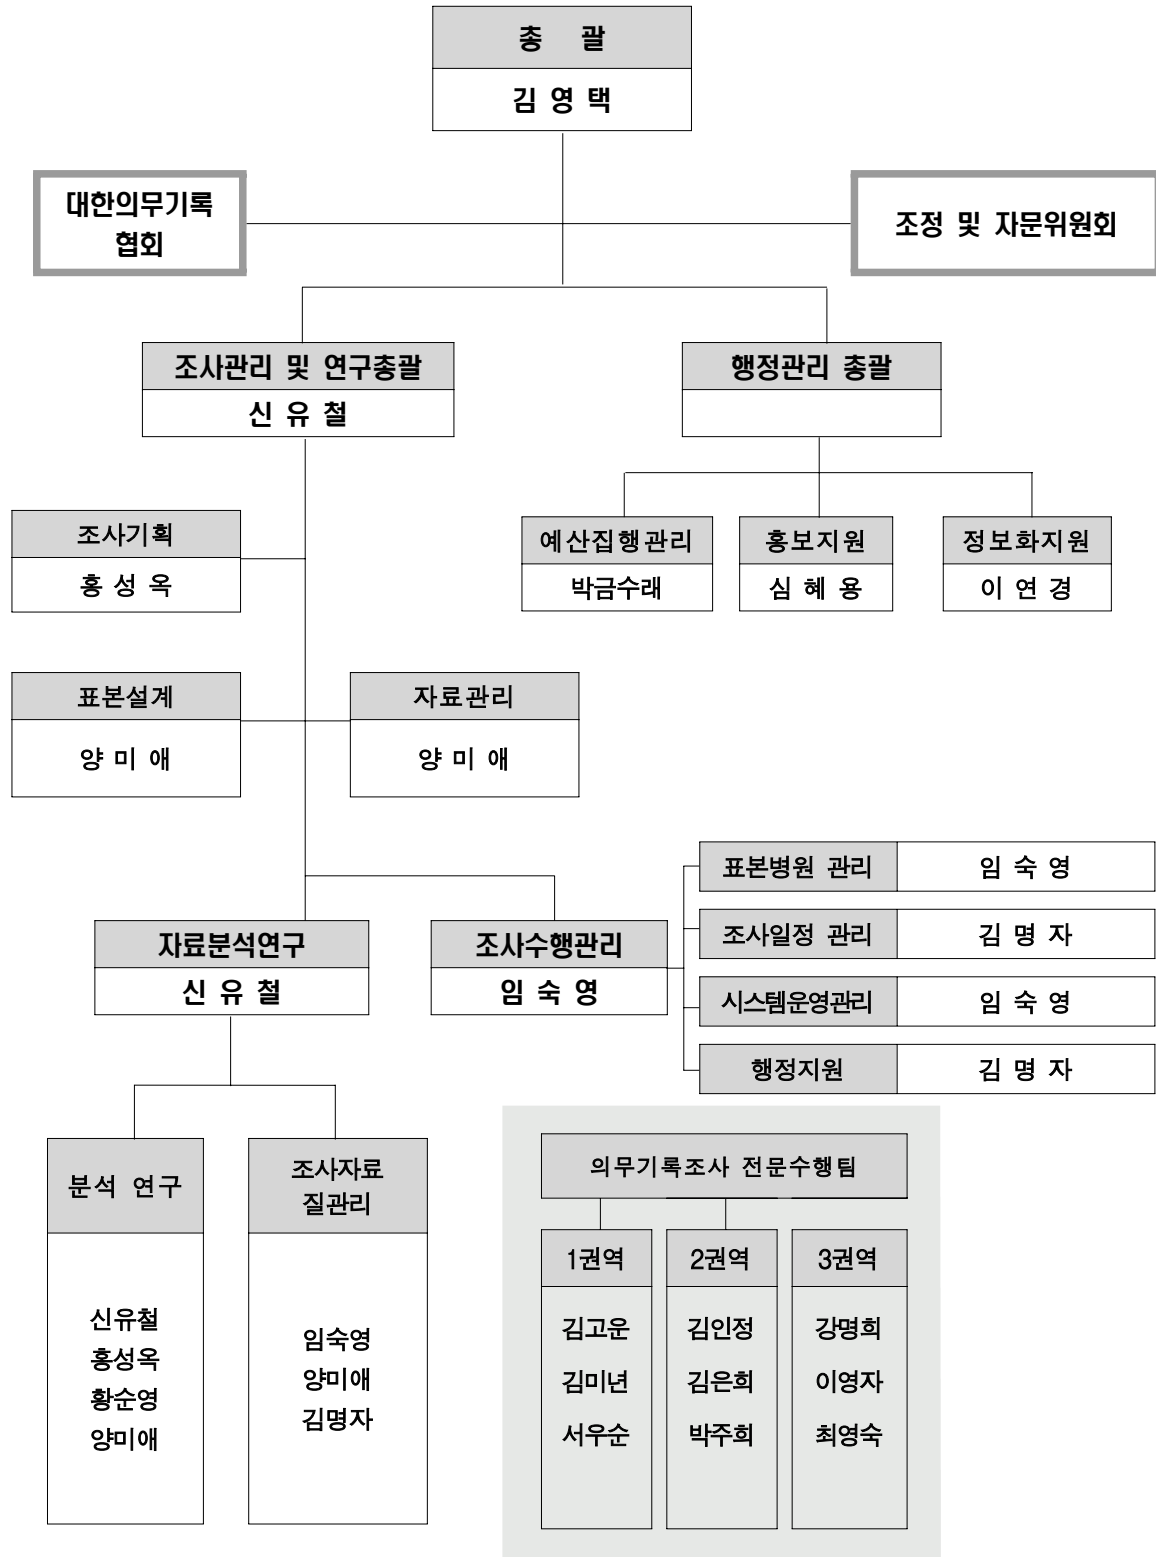 총 괄
김 영 택
대한의무기록
협회
조정 및 자문위원회
조사관리 및 연구총괄
신 유 철
행정관리 총괄
조사기획
홍 성 옥
예산집행관리
박금수래
홍보지원
심 혜 용
정보화지원
이 연 경
표본설계
양 미 애
자료관리
양 미 애
자료분석연구
신 유 철
조사수행관리
임 숙 영
표본병원 관리
임 숙 영
조사일정 관리
김 명 자
시스템운영관리
임 숙 영
행정지원
김 명 자
분석 연구
신유철
홍성옥
황순영
양미애
조사자료
질관리
임숙영
양미애
김명자
의무기록조사 전문수행팀
1권역
김고운
김미년
서우순
2권역
김인정
김은희
박주희
3권역
강명희
이영자
최영숙